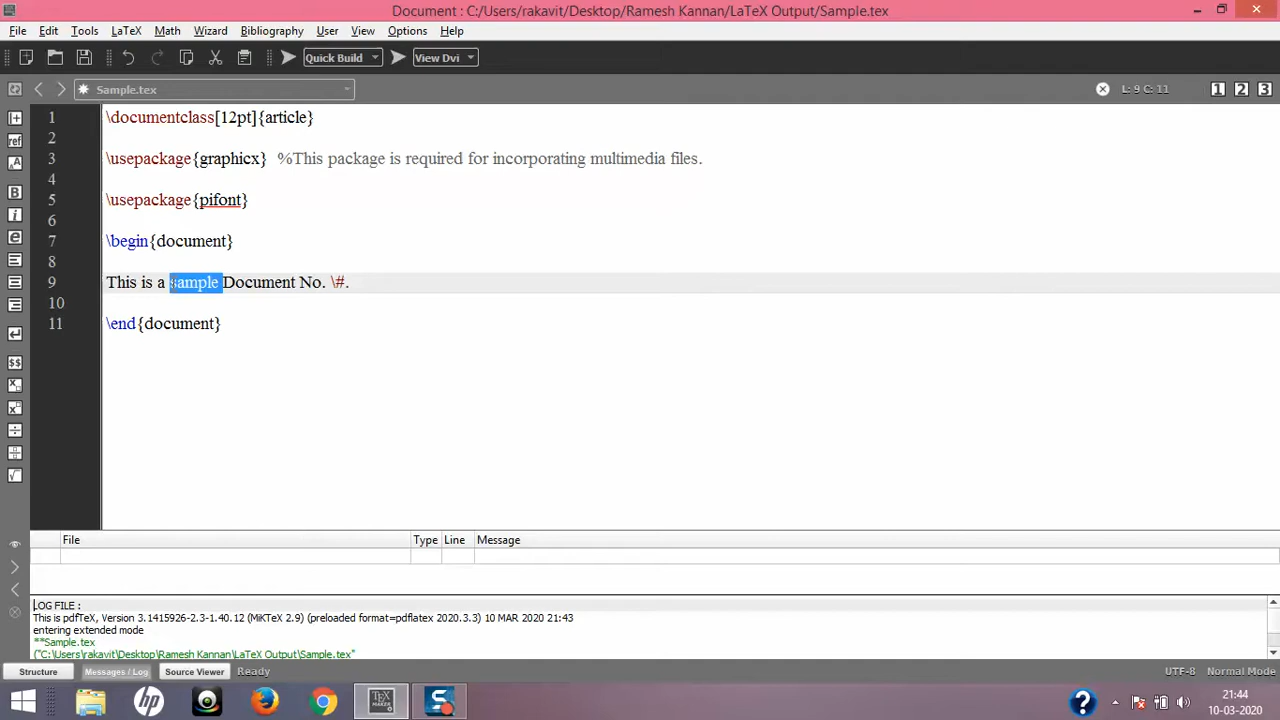 Document : C:/Users/rakavit/Desktop/Ramesh Kannan/LaTeX Output/Sample.tex
File Edit Tools LaTeX Math Wizard Bibliography User View Options Help
Quick Build View Dvi
Sample.tex L: 9 C: 11 1 2 3
1 \documentclass[12pt]{article}
2
3 \usepackage{graphicx} %This package is required for incorporating multimedia files.
4
5 \usepackage{pifont}
6
7 \begin{document}
8
9 This is a sample Document No. \#.
10
11 \end{document}
File Type Line Message
LOG FILE :
This is pdfTeX, Version 3.1415926-2.3-1.40.12 (MiKTeX 2.9) (preloaded format=pdflatex 2020.3.3) 10 MAR 2020 21:43
entering extended mode
**Sample.tex
("C:\Users\rakavit\Desktop\Ramesh Kannan\LaTeX Output\Sample.tex"
Structure Messages / Log Source Viewer Ready UTF-8 Normal Mode
21:44
10-03-2020